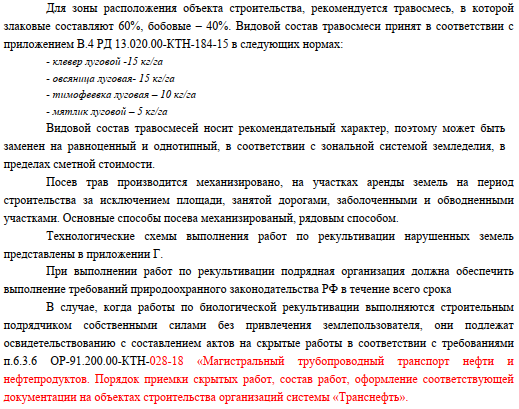 Для зоны расположения объекта строительства, рекомендуется травосмесь, в которой
злаковые составляют 60%, бобовые – 40%. Видовой состав травосмеси принят в соответствии с
приложением В.4 РД 13.020.00-КТН-184-15 в следующих нормах:
- клевер луговой -15 кг/га
- овсяница луговая- 15 кг/га
- тимофеевка луговая – 10 кг/га
- мятлик луговой – 5 кг/га
Видовой состав травосмесей носит рекомендательный характер, поэтому может быть
заменен на равноценный и однотипный, в соответствии с зональной системой земледелия, в
пределах сметной стоимости.
Посев трав производится механизировано, на участках аренды земель на период
строительства за исключением площади, занятой дорогами, заболоченными и обводненными
участками. Основные способы посева механизированый, рядовым способом.
Технологические схемы выполнения работ по рекультивации нарушенных земель
представлены в приложении Г.
При выполнении работ по рекультивации подрядная организация должна обеспечить
выполнение требований природоохранного законодательства РФ в течение всего срока
В случае, когда работы по биологической рекультивации выполняются строительным
подрядчиком собственными силами без привлечения землепользователя, они подлежат
освидетельствованию с составлением актов на скрытые работы в соответствии с требованиями
п.6.3.6 ОР-91.200.00-КТН-028-18 «Магистральный трубопроводный транспорт нефти и
нефтепродуктов. Порядок приемки скрытых работ, состав работ, оформление соответствующей
документации на объектах строительства организаций системы «Транснефть».